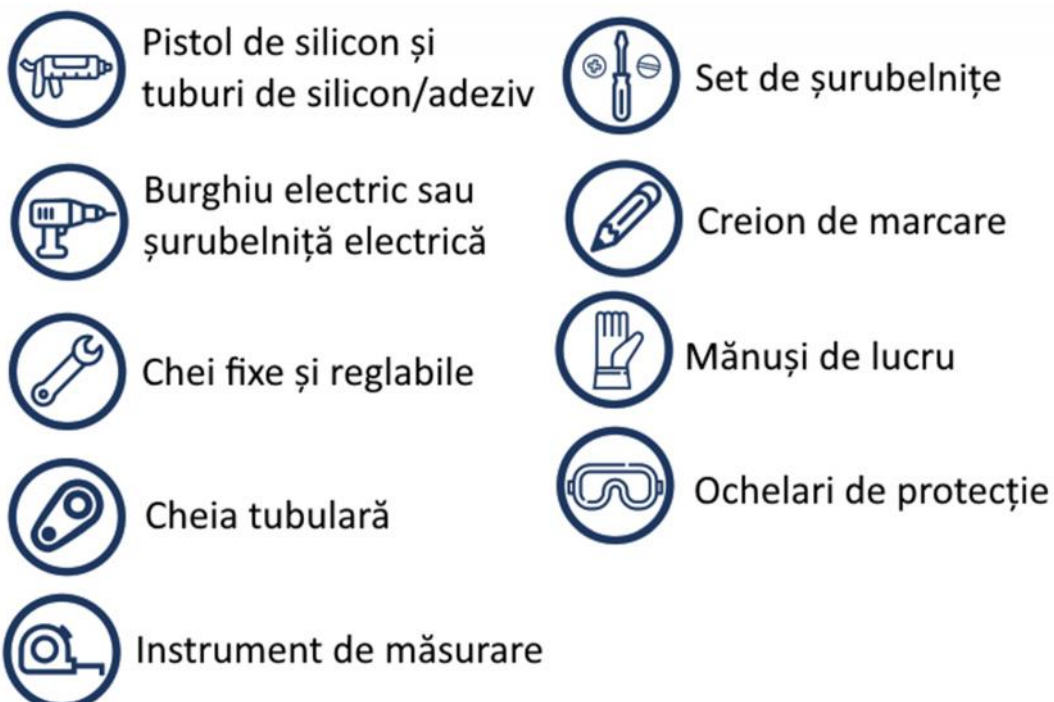 Pistol de silicon și
tuburi de silicon/adeziv
Burghiu electric sau
șurubelniță electrică
Chei fixe și reglabile
Cheia tubulară
Instrument de măsurare
Set de șurubelnițe
Creion de marcare
Mănuși de lucru
Ochelari de protecție